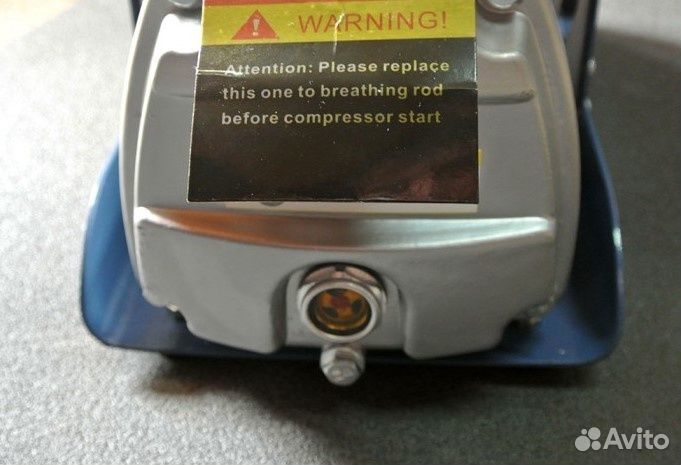 WARNING!
Attention: Please replace
this one to breathing rod
before compressor start
Avito